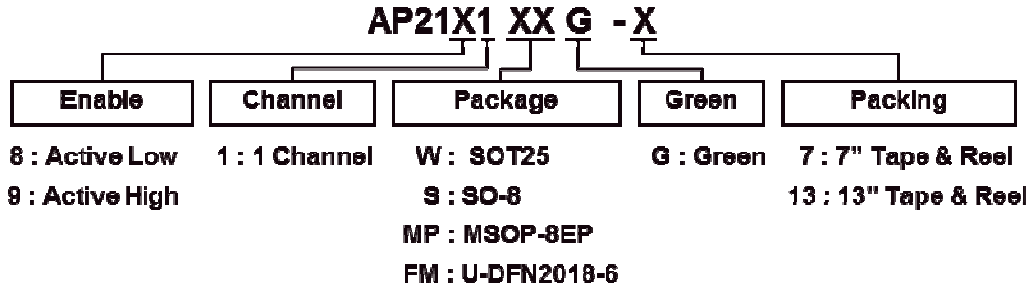 AP21X1 XX G - X
Enable Channel Package Green Packing
8 : Active Low 1 : 1 Channel W : SOT25 G : Green 7 : 7" Tape & Reel
9 : Active High S : SO-8 13 : 13" Tape & Reel
MP : MSOP-8EP
FM : U-DFN2018-6